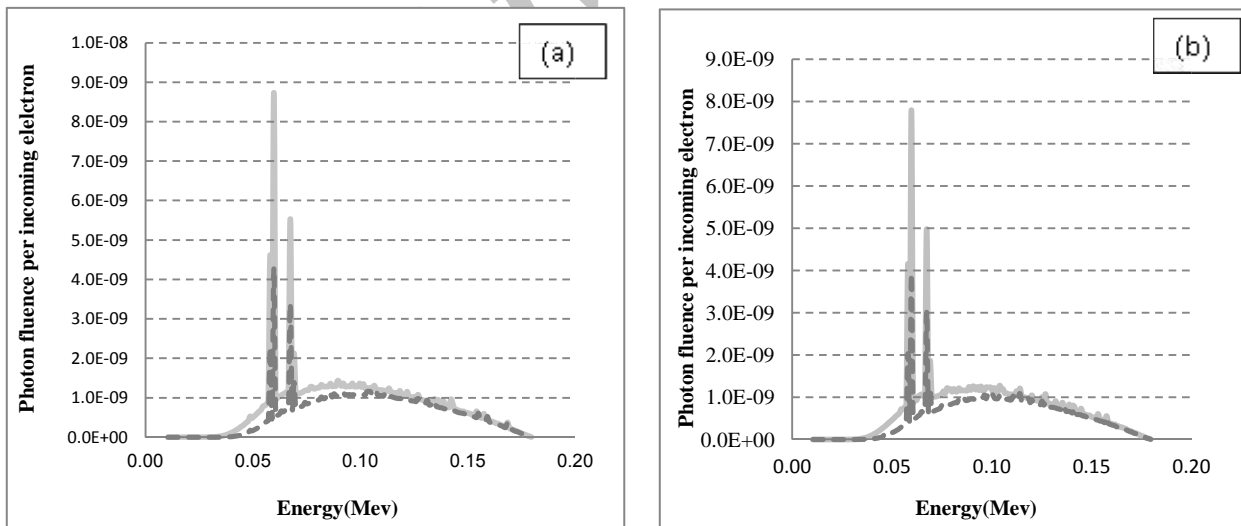 (a)
Photon fluence per incoming elelctron
1.0E-08
9.0E-09
8.0E-09
7.0E-09
6.0E-09
5.0E-09
4.0E-09
3.0E-09
2.0E-09
1.0E-09
0.0E+00
0.00 0.05 0.10 0.15 0.20
Energy(Mev)
(b)
Photon fluence per incoming electron
9.0E-09
8.0E-09
7.0E-09
6.0E-09
5.0E-09
4.0E-09
3.0E-09
2.0E-09
1.0E-09
0.0E+00
0.00 0.05 0.10 0.15 0.20
Energy(Mev)